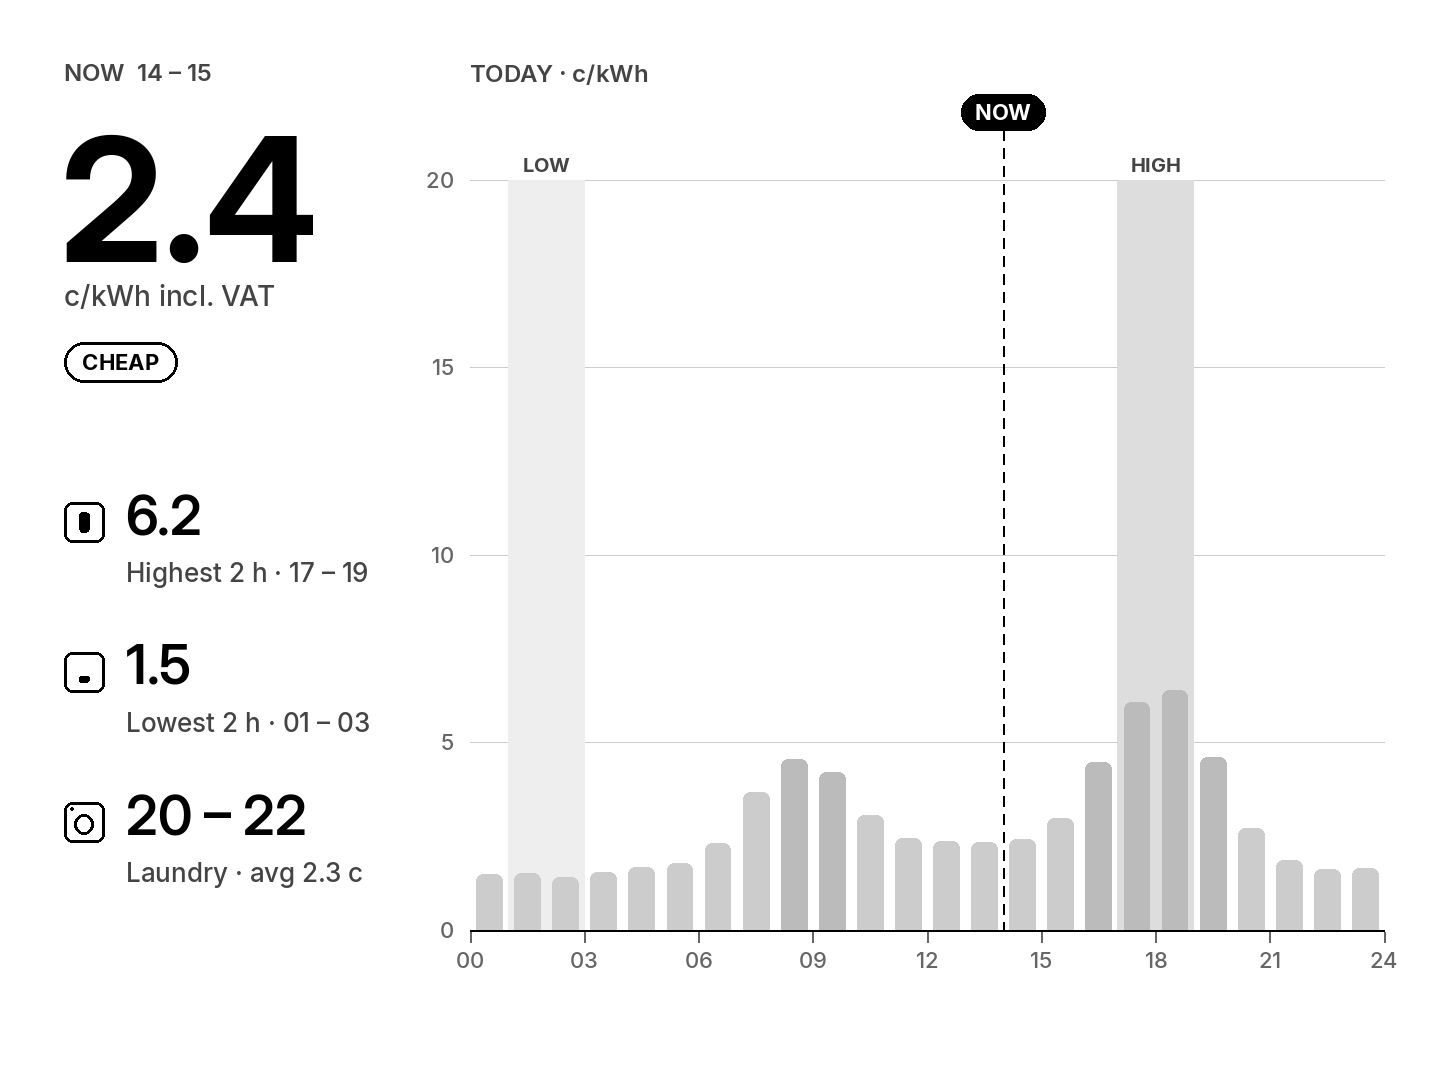 NOW 14 – 15
2.4
c/kWh incl. VAT
CHEAP
6.2
Highest 2 h · 17 – 19
1.5
Lowest 2 h · 01 – 03
20 – 22
Laundry · avg 2.3 c
TODAY · c/kWh
NOW
LOW
HIGH
20
15
10
5
0
00 03 06 09 12 15 18 21 24